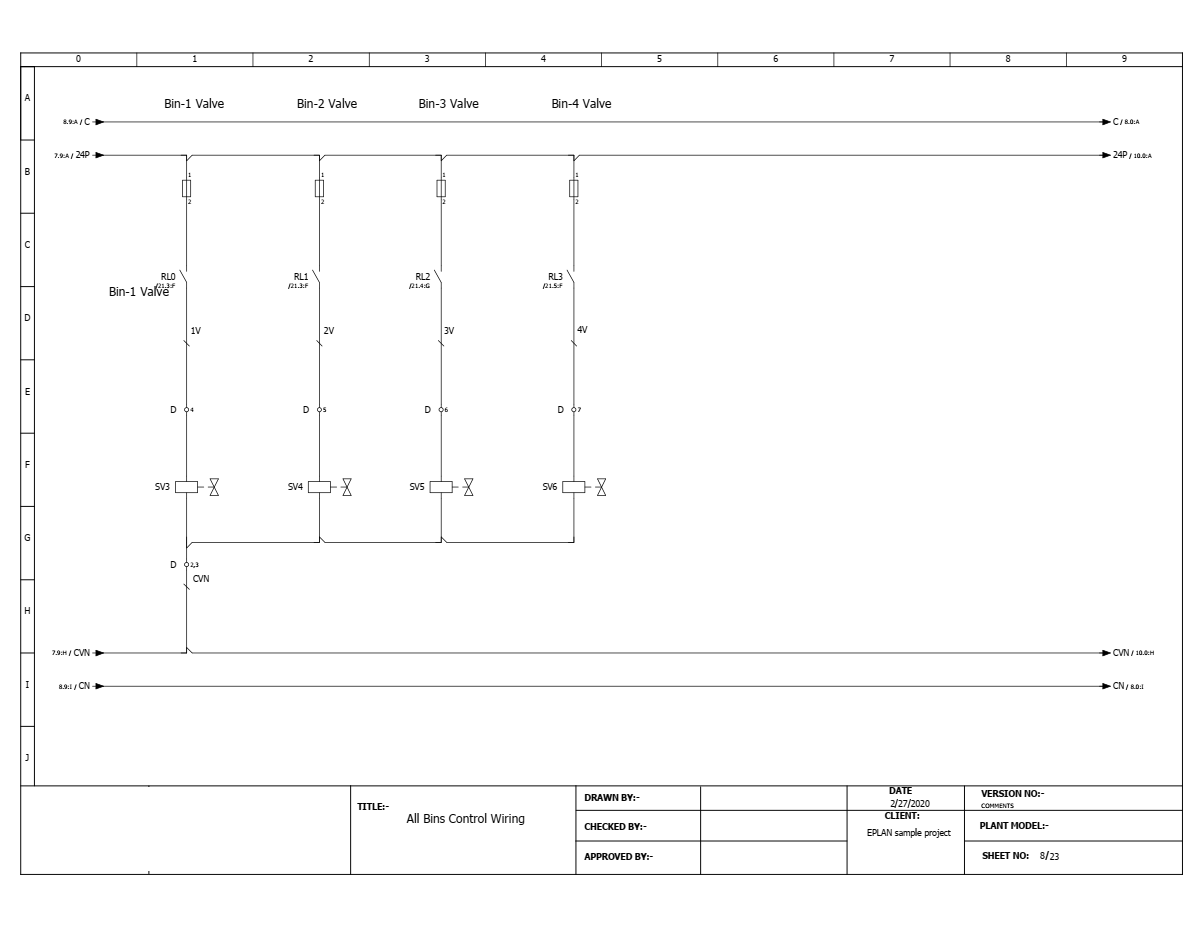 0 1 2 3 4 5 6 7 8 9
A
Bin-1 Valve Bin-2 Valve Bin-3 Valve Bin-4 Valve
8.9:A / C C / 8.0:A
7.9:A / 24P 24P / 10.0:A
B
1 1 1 1
2 2 2 2
C
RL0 RL1 RL2 RL3
/21.3:F /21.3:F /21.4:G /21.5:F
Bin-1 Valve
D
1V 2V 3V 4V
E
D 4 D 5 D 6 D 7
F
SV3 SV4 SV5 SV6
G
D 2,3
CVN
H
7.9:H / CVN CVN / 10.0:H
I
8.9:I / CN CN / 8.0:I
J
TITLE:-
All Bins Control Wiring
DRAWN BY:-
CHECKED BY:-
APPROVED BY:-
DATE
2/27/2020
CLIENT:
EPLAN sample project
VERSION NO:-
COMMENTS
PLANT MODEL:-
SHEET NO: 8/23